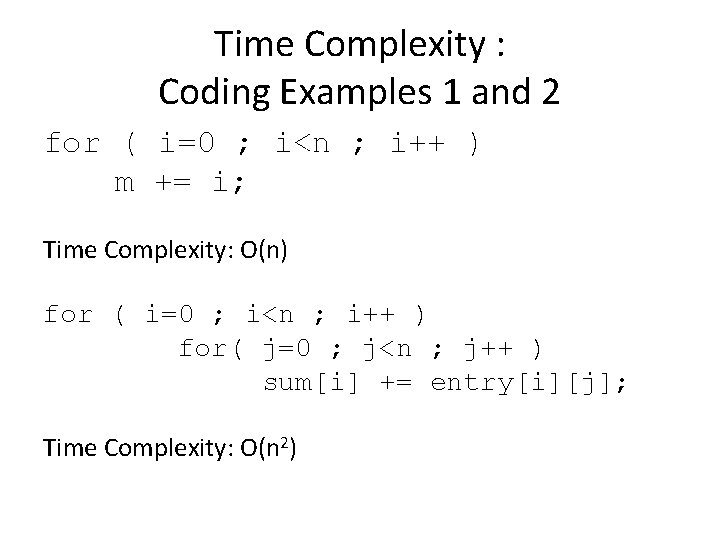 Time Complexity :
Coding Examples 1 and 2
for ( i=0 ; i<n ; i++ )
m += i;
Time Complexity: O(n)
for ( i=0 ; i<n ; i++ )
for( j=0 ; j<n ; j++ )
sum[i] += entry[i][j];
Time Complexity: O(n²)